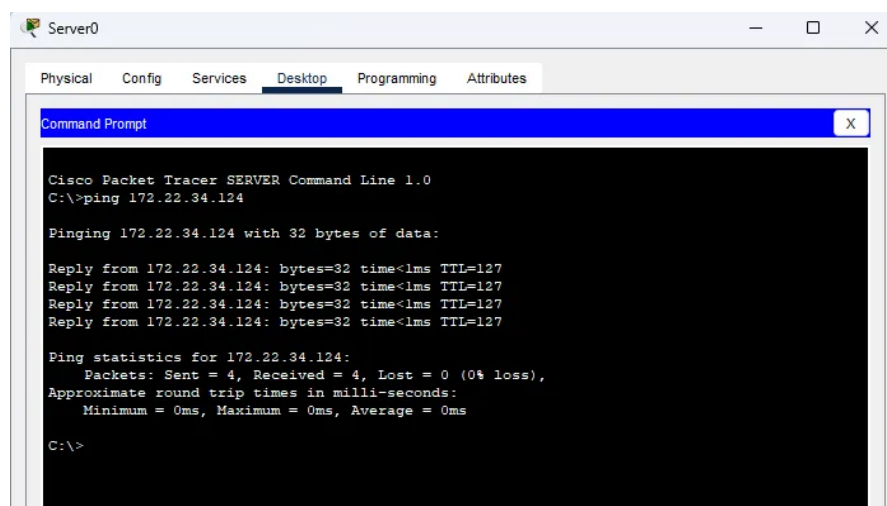 Server0
Physical Config Services Desktop Programming Attributes
Command Prompt X
Cisco Packet Tracer SERVER Command Line 1.0
C:\>ping 172.22.34.124
Pinging 172.22.34.124 with 32 bytes of data:
Reply from 172.22.34.124: bytes=32 time<1ms TTL=127
Reply from 172.22.34.124: bytes=32 time<1ms TTL=127
Reply from 172.22.34.124: bytes=32 time<1ms TTL=127
Reply from 172.22.34.124: bytes=32 time<1ms TTL=127
Ping statistics for 172.22.34.124:
Packets: Sent = 4, Received = 4, Lost = 0 (0% loss),
Approximate round trip times in milli-seconds:
Minimum = 0ms, Maximum = 0ms, Average = 0ms
C:\>